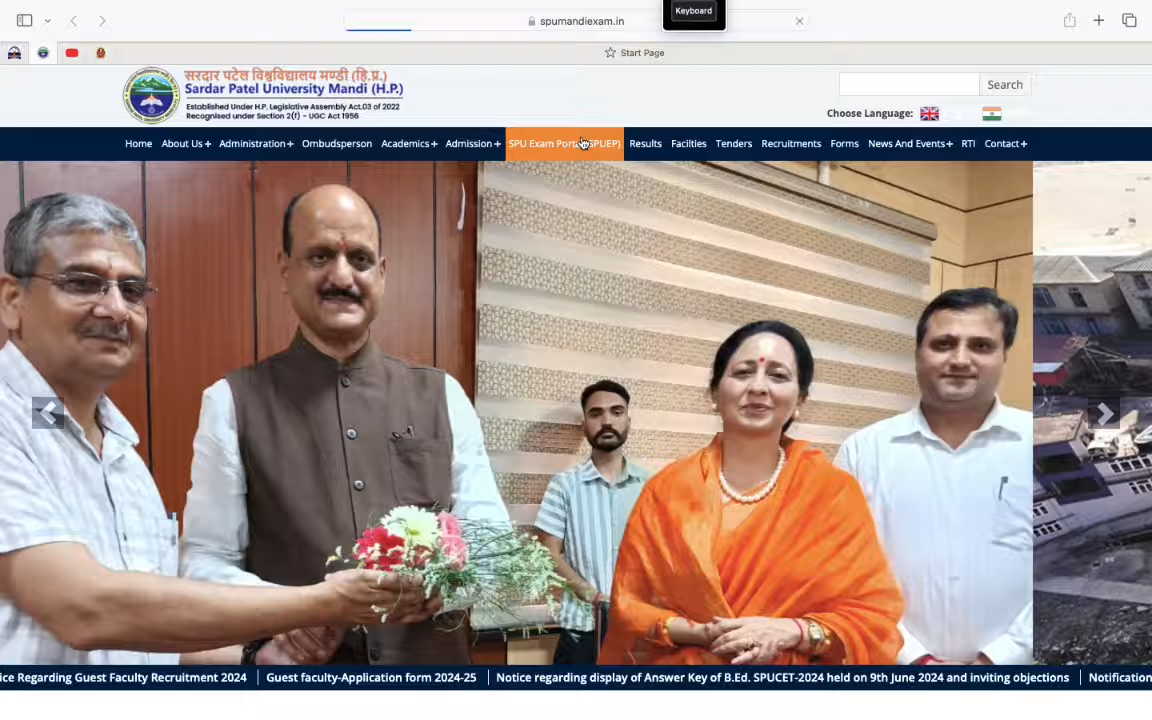 Keyboard
spumandiexam.in
Start Page
सरदार पटेल विश्वविद्यालय मण्डी (हि.प्र.)
Sardar Patel University Mandi (H.P.)
Established Under H.P. Legislative Assembly Act.03 of 2022
Recognised under Section 2(f) - UGC Act 1956
Search
Choose Language:
Home About Us + Administration + Ombudsperson Academics + Admission + SPU Exam Portal (SPUEP) Results Facilties Tenders Recruitments Forms News And Events + RTI Contact +
ice Regarding Guest Faculty Recruitment 2024 Guest faculty-Application form 2024-25 Notice regarding display of Answer Key of B.Ed. SPUCET-2024 held on 9th June 2024 and inviting objections Notification